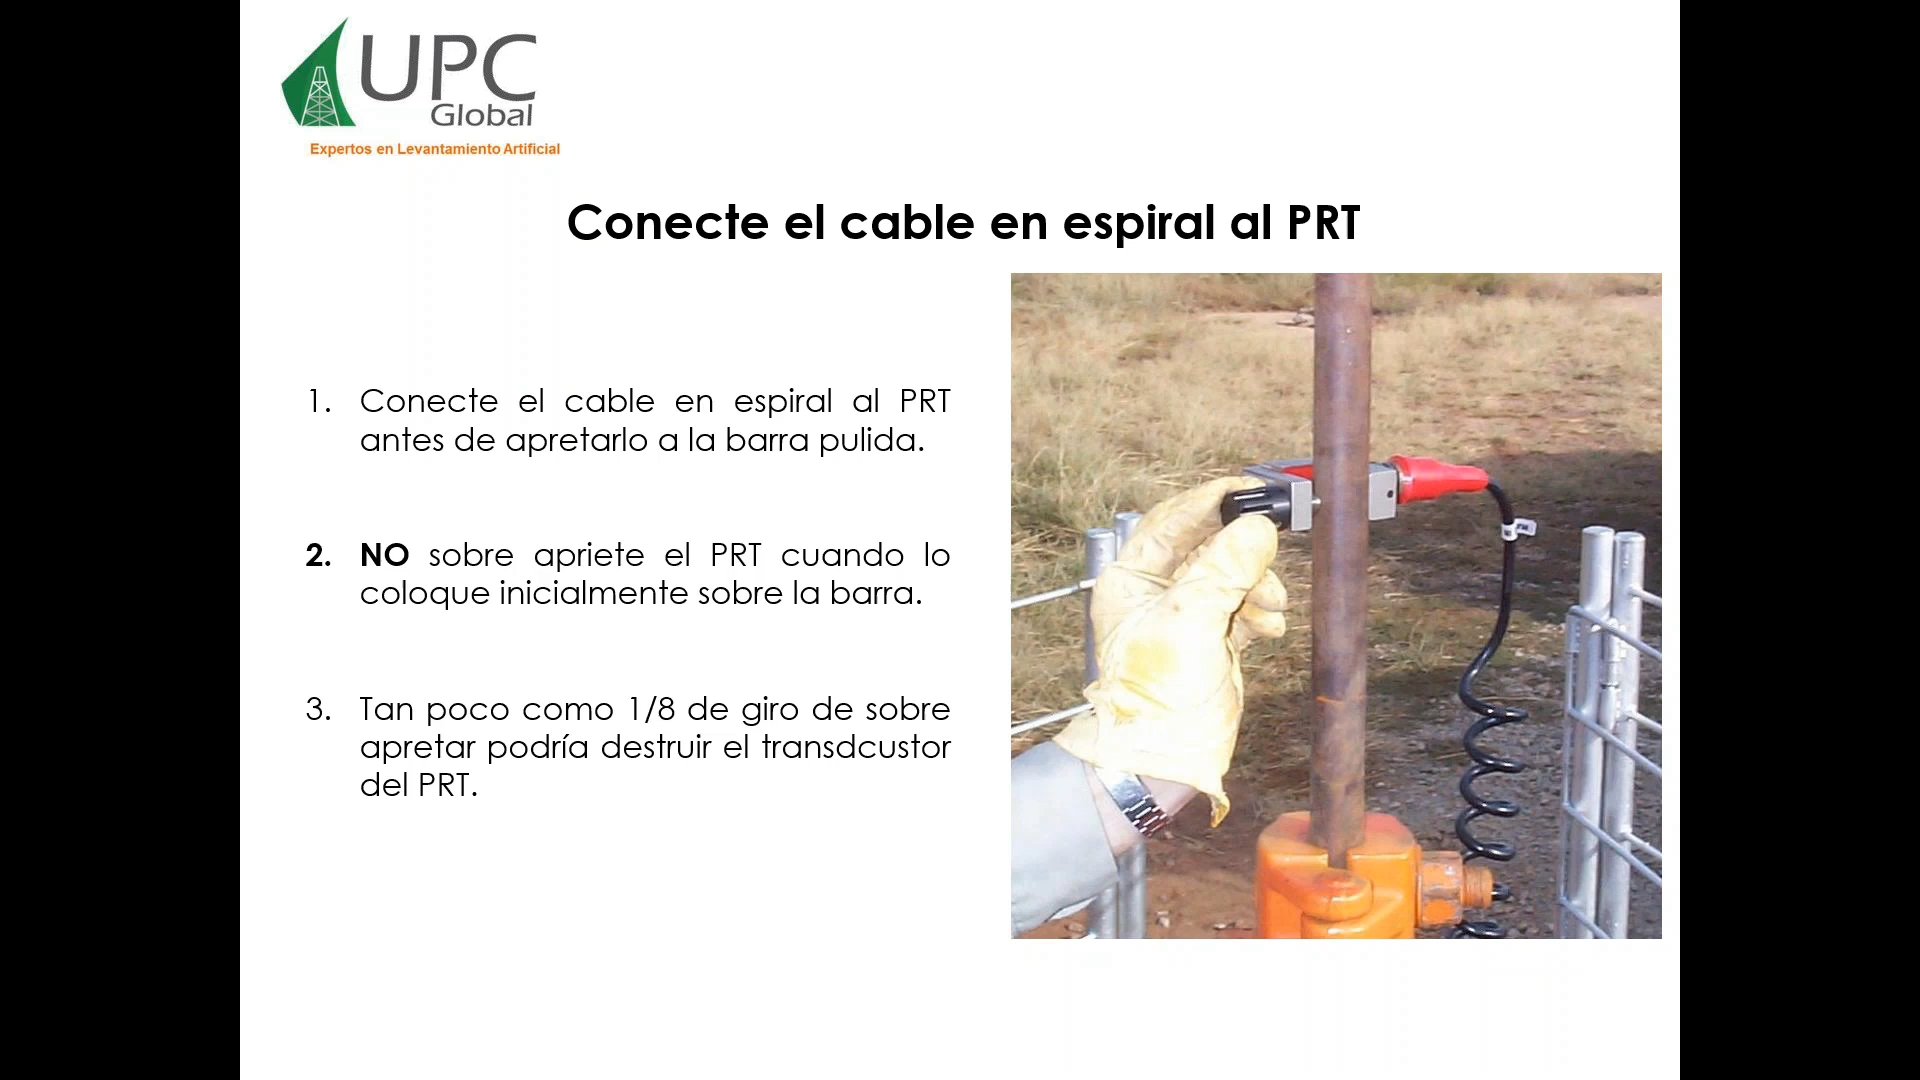 UPC
Global
Expertos en Levantamiento Artificial
Conecte el cable en espiral al PRT
1. Conecte el cable en espiral al PRT
antes de apretarlo a la barra pulida.
2. NO sobre apriete el PRT cuando lo
coloque inicialmente sobre la barra.
3. Tan poco como 1/8 de giro de sobre
apretar podría destruir el transdcustor
del PRT.